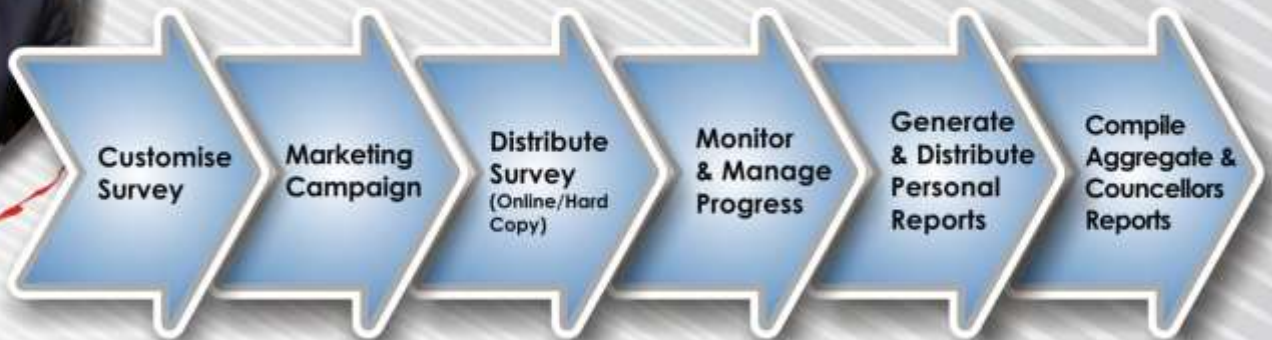 Customise
Survey
Marketing
Campaign
Distribute
Survey
(Online/Hard
Copy)
Monitor
& Manage
Progress
Generate
& Distribute
Personal
Reports
Compile
Aggregate &
Councellors
Reports